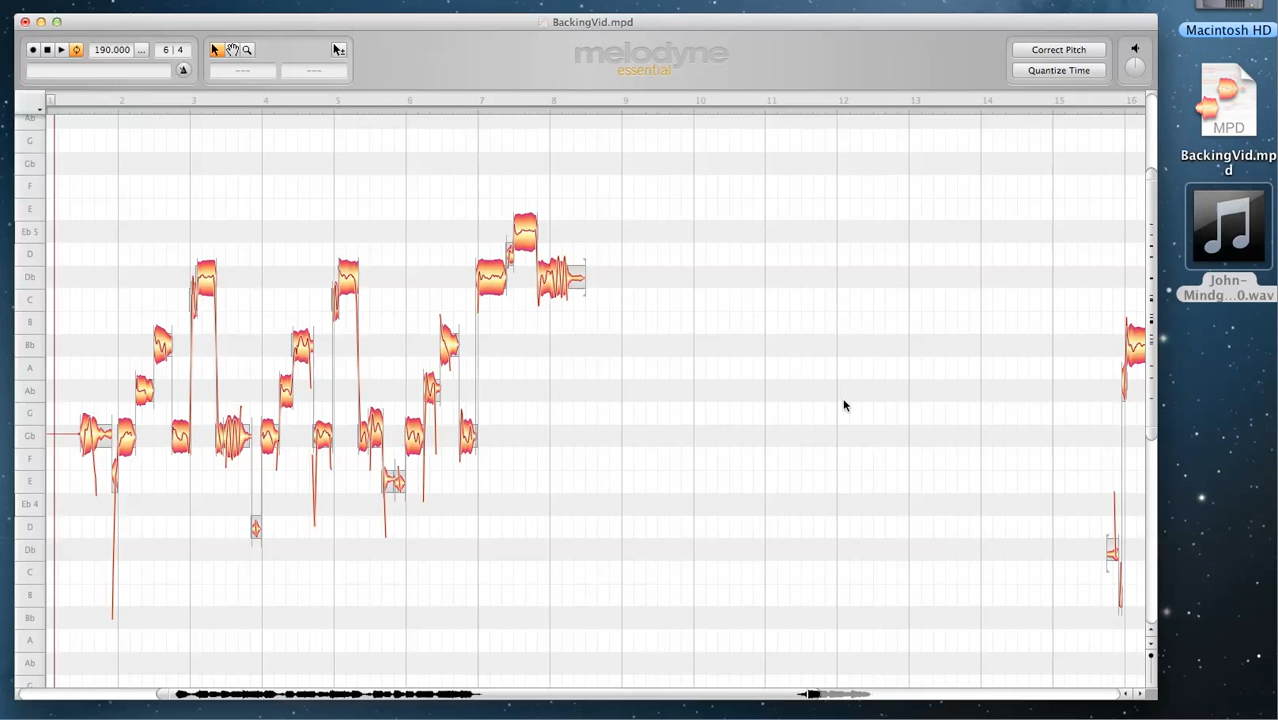 BackingVid.mpd
190.000 ... 6 | 4
--- ---
melodyne
essential
Correct Pitch
Quantize Time
1 2 3 4 5 6 7 8 9 10 11 12 13 14 15 16
Ab
G
Gb
F
E
Eb 5
D
Db
C
B
Bb
A
Ab
G
Gb
F
E
Eb 4
D
Db
C
B
Bb
A
Ab
G
Macintosh HD
MPD
BackingVid.mp
d
John-
Mindg...0.wav